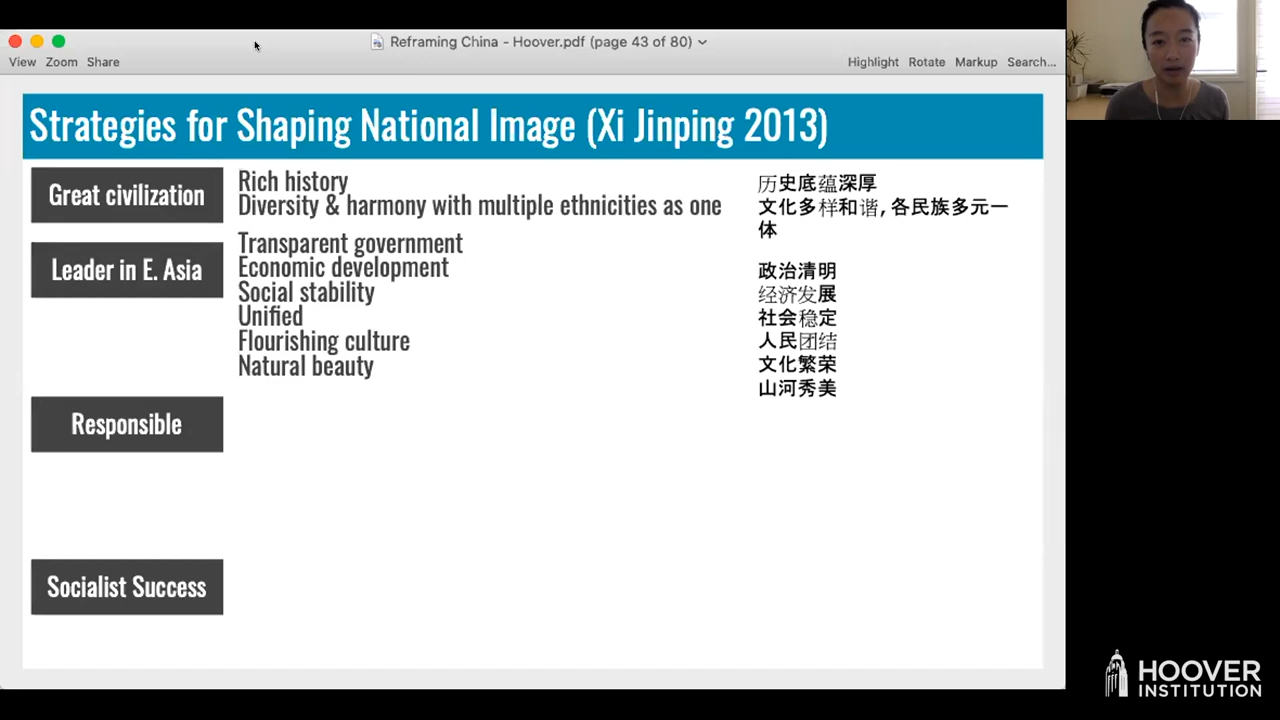 Reframing China - Hoover.pdf (page 43 of 80)
View Zoom Share
Highlight Rotate Markup Search...
Strategies for Shaping National Image (Xi Jinping 2013)
Great civilization
Rich history
Diversity & harmony with multiple ethnicities as one
历史底蕴深厚
文化多样和谐, 各民族多元一
体
Leader in E. Asia
Transparent government
Economic development
Social stability
Unified
Flourishing culture
Natural beauty
政治清明
经济发展
社会稳定
人民团结
文化繁荣
山河秀美
Responsible
Socialist Success
HOOVER
INSTITUTION